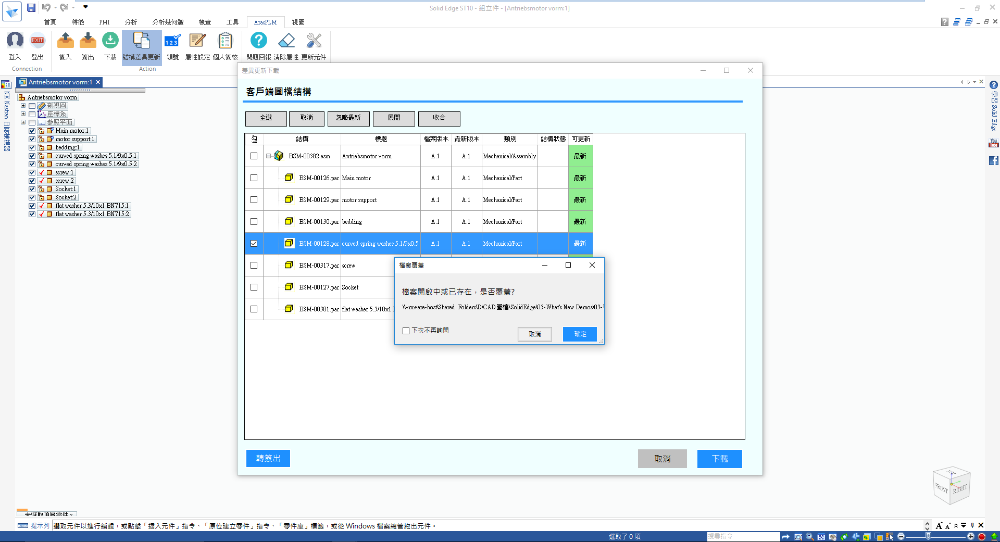 Solid Edge ST10 - 組立件 - [Antriebsmotor vorm:1]
首頁 特徵 PMI 分析 分析幾何體 檢查 工具 ArasPLM 視圖
EXIT
123
登入 登出 簽入 簽出 下載 結構差異更新 領號 屬性設定 個人簽核 問題回報 清除屬性 更新元件
Connection Action
差異更新下載
Antriebsmotor vorm:1
NX Nastran 日誌檢視器
學習 Solid Edge
You Tube
客戶端圖檔結構
Antriebsmotor vorm
剖視圖
座標系
參照平面
Main motor:1
motor support:1
bedding:1
curved spring washes 5.1/9x0.5:1
curved spring washes 5.1/9x0.5:2
screw:1
screw:2
Socket:1
Socket:2
flat washer 5.3/10x1 BN715:1
flat washer 5.3/10x1 BN715:2
全選 取消 忽略最新 展開 收合
勾 結構 標題 檔案版本 最新版本 類別 結構狀態 可更新
BSM-00382.asm Antriebsmotor vorm A.1 A.1 Mechanical/Assembly 最新
BSM-00126.par Main motor A.1 A.1 Mechanical/Part 最新
BSM-00129.par motor support A.1 A.1 Mechanical/Part 最新
BSM-00130.par bedding A.1 A.1 Mechanical/Part 最新
BSM-00128.par curved spring washes 5.1/9x0.5 A.1 A.1 Mechanical/Part 最新
BSM-00317.par screw
BSM-00127.par Socket
BSM-00381.par flat washer 5.3/10x1
檔案覆蓋
檔案開啟中或已存在，是否覆蓋?
\\vmware-host\Shared Folders\D\CAD圖檔\SolidEdge\03-What's New Demos\03-
下次不再詢問 取消 確定
轉簽出 取消 下載
FRONT RIGHT
未選取頂層零件。
提示列 選取元件以進行編輯，或點擊「插入元件」指令、「原位建立零件」指令、「零件庫」標籤，或從 Windows 檔案總管拖出元件。
選取了 0 項 搜尋指令